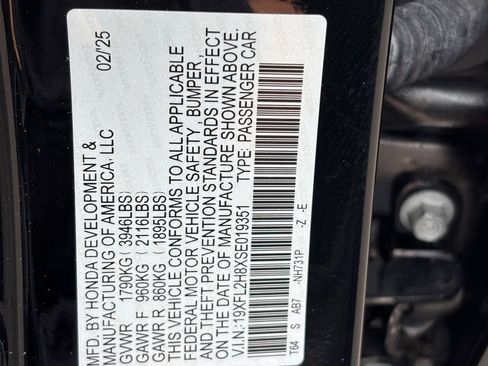 MFD. BY HONDA DEVELOPMENT & 02/25
MANUFACTURING OF AMERICA. LLC
GVWR 1790KG (3946LBS)
GAWR F 960KG (2116LBS)
GAWR R 860KG (1895LBS)
THIS VEHICLE CONFORMS TO ALL APPLICABLE
FEDERAL MOTOR VEHICLE SAFETY, BUMPER,
AND THEFT PREVENTION STANDARDS IN EFFECT
ON THE DATE OF MANUFACTURE SHOWN ABOVE.
V.I.N.:19XFL2H8XSE019351 TYPE: PASSENGER CAR
T64 S AB7 -NH731P -Z -E